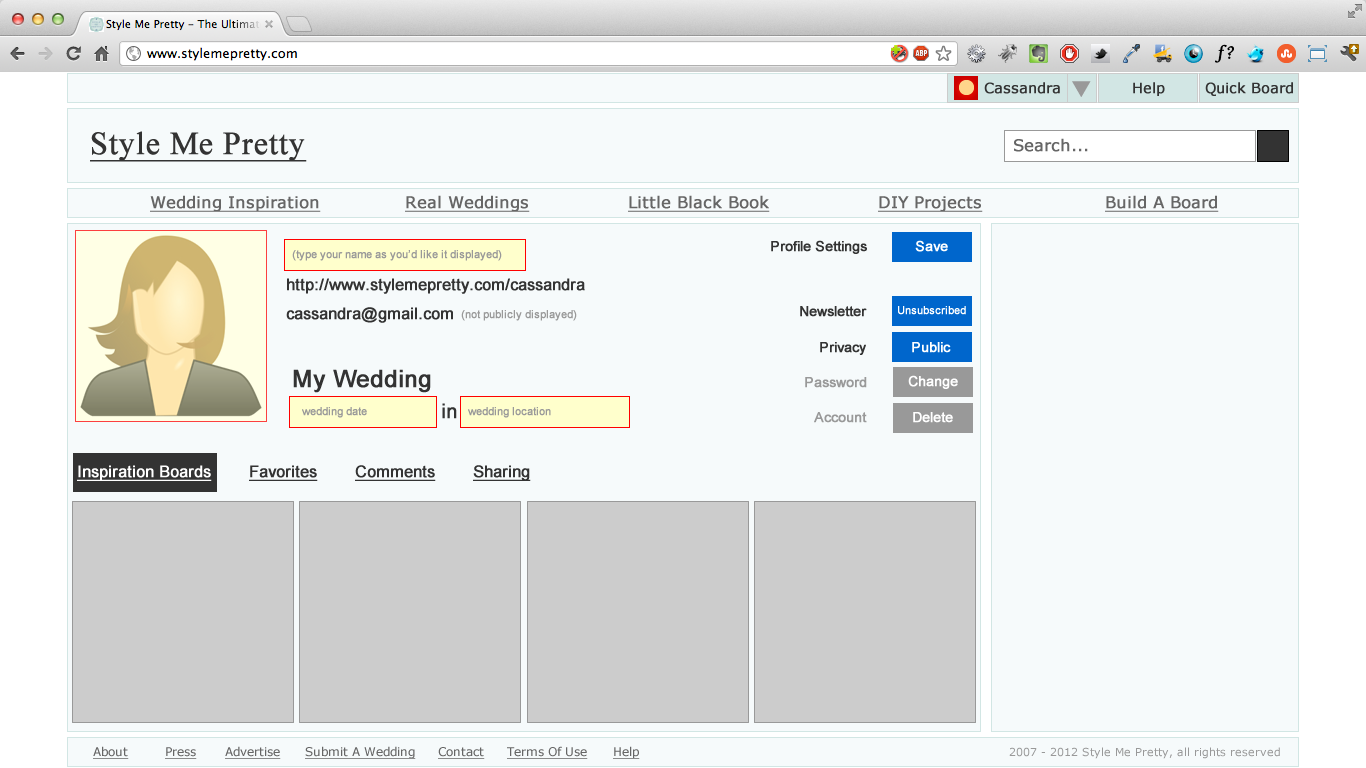 Style Me Pretty – The Ultimat
www.stylemepretty.com
ABP
f?
Cassandra Help Quick Board
Style Me Pretty
Search...
Wedding Inspiration Real Weddings Little Black Book DIY Projects Build A Board
(type your name as you'd like it displayed)
Profile Settings Save
http://www.stylemepretty.com/cassandra
cassandra@gmail.com (not publicly displayed)
Newsletter Unsubscribed
Privacy Public
My Wedding
Password Change
wedding date in wedding location
Account Delete
Inspiration Boards Favorites Comments Sharing
About Press Advertise Submit A Wedding Contact Terms Of Use Help
2007 - 2012 Style Me Pretty, all rights reserved